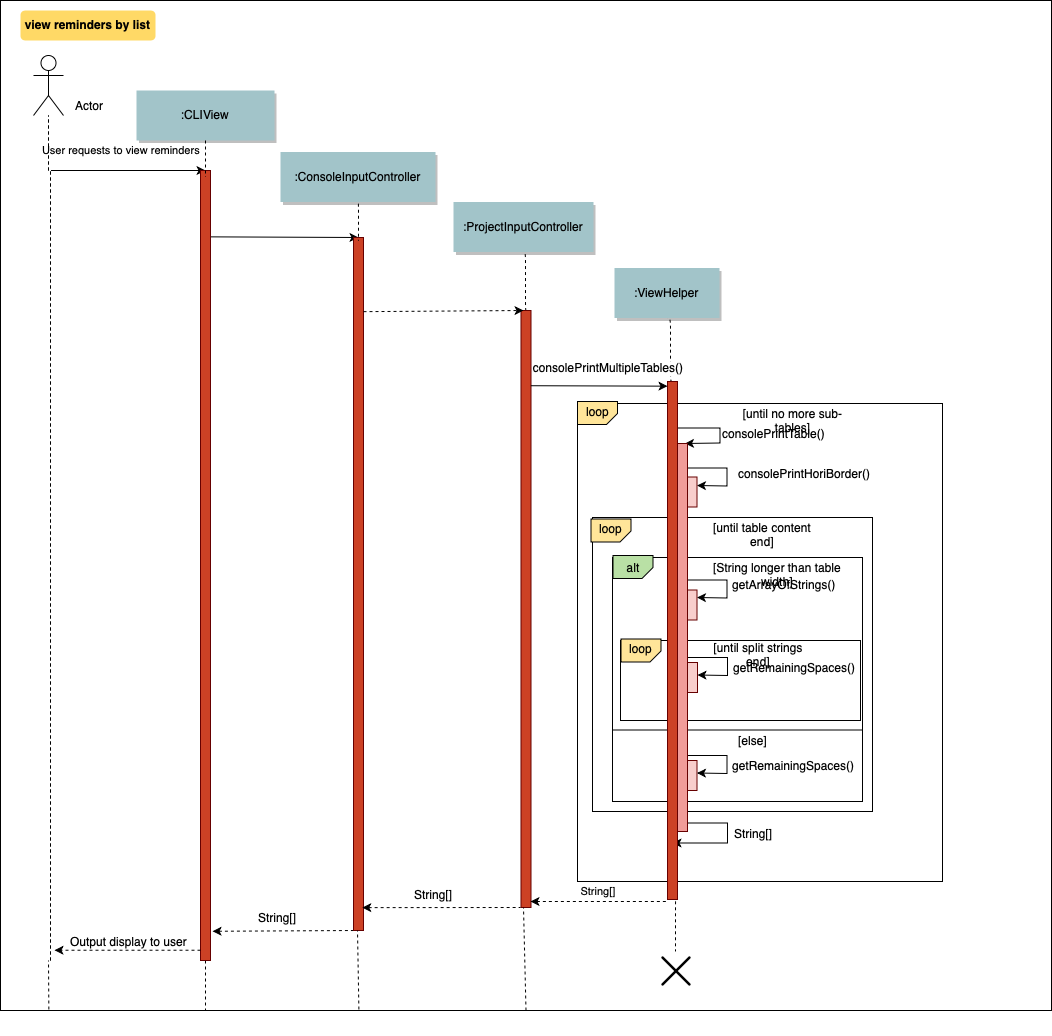 view reminders by list
Actor
:CLIView
User requests to view reminders
:ConsoleInputController
:ProjectInputController
:ViewHelper
consolePrintMultipleTables()
loop
[until no more sub-
tables]
consolePrintTable()
consolePrintHoriBorder()
loop
[until table content
end]
alt
[String longer than table
width]
getArrayOfStrings()
loop
[until split strings
end]
getRemainingSpaces()
[else]
getRemainingSpaces()
String[]
String[]
String[]
String[]
Output display to user